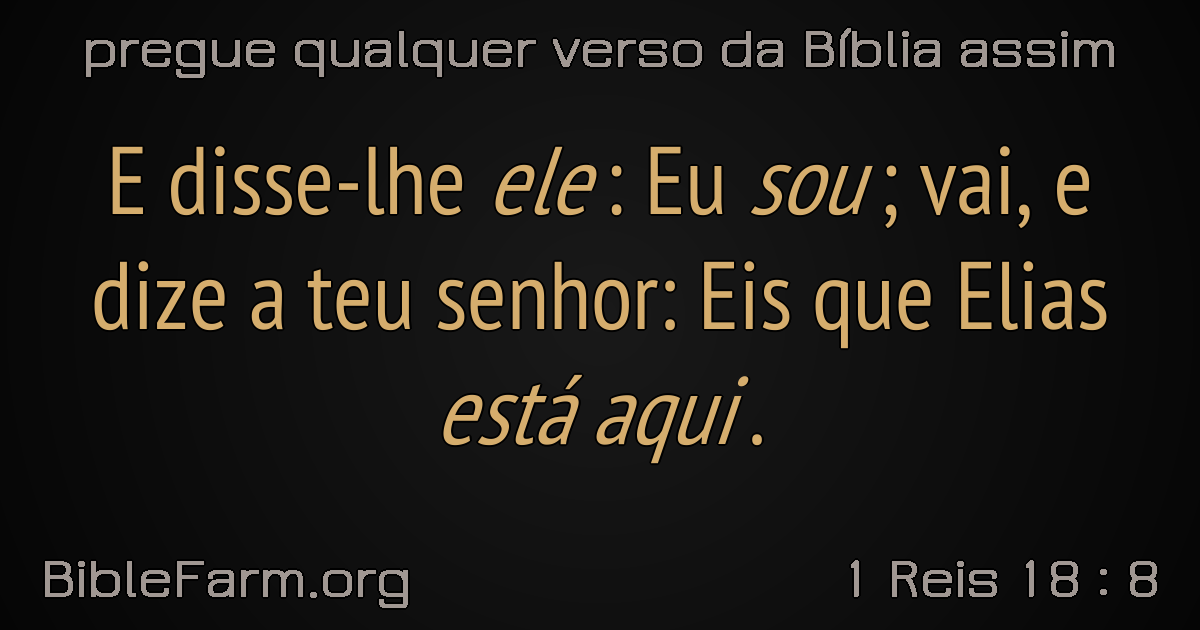 pregue qualquer verso da Bíblia assim
E disse-lhe ele : Eu sou ; vai, e
dize a teu senhor: Eis que Elias
está aqui .
BibleFarm.org
1 Reis 18 : 8